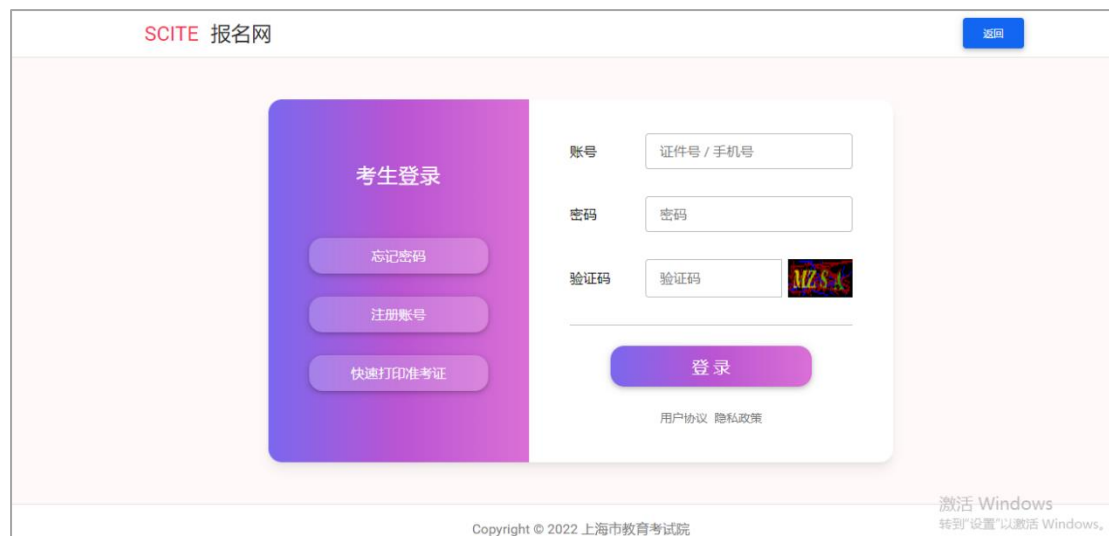 SCITE 报名网
返回
考生登录
忘记密码
注册账号
快速打印准考证
账号 证件号 / 手机号
密码 密码
验证码 验证码 MZSA
登录
用户协议 隐私政策
激活 Windows
转到"设置"以激活 Windows。
Copyright © 2022 上海市教育考试院